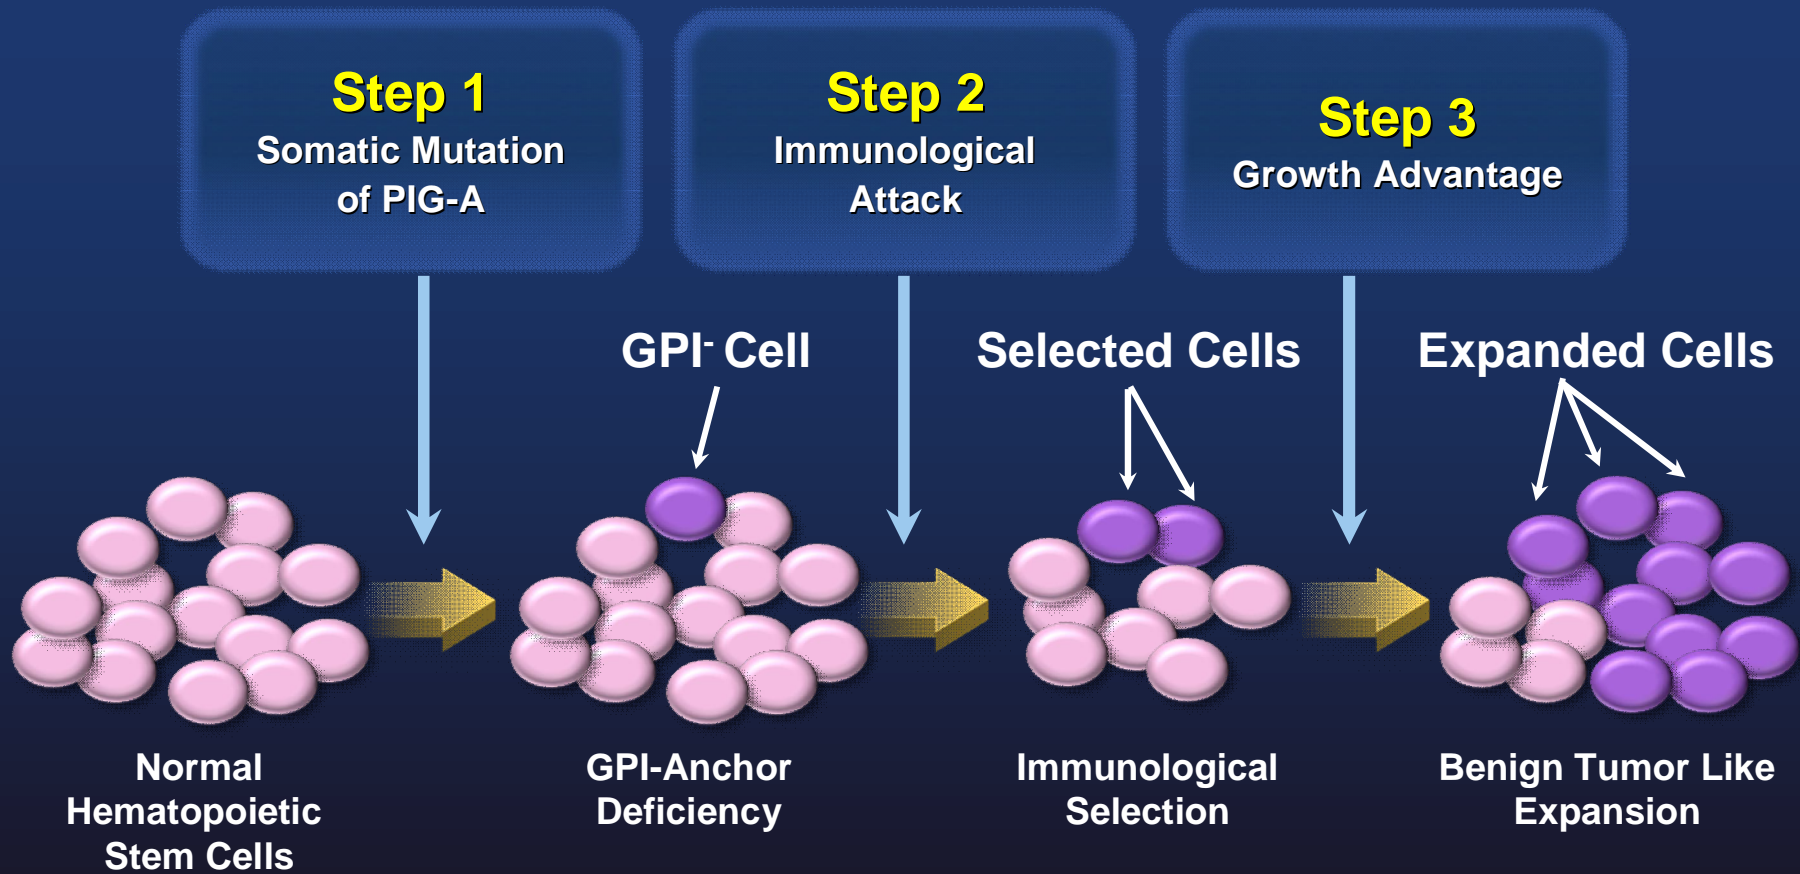 Step 1
Somatic Mutation
of PIG-A
Step 2
Immunological
Attack
Step 3
Growth Advantage
GPI⁻ Cell
Selected Cells
Expanded Cells
Normal
Hematopoietic
Stem Cells
GPI-Anchor
Deficiency
Immunological
Selection
Benign Tumor Like
Expansion